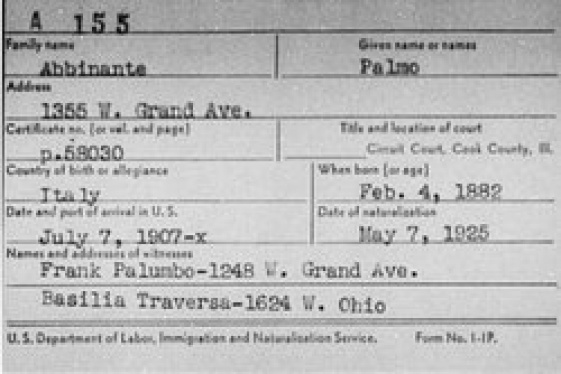 A 155
Family name Given name or names
Abbinante Palmo
Address
1355 W. Grand Ave.
Certificate no. (or vol. and page) Title and location of court
p.58030 Circuit Court, Cook County, Ill.
Country of birth or allegiance When born (or age)
Italy Feb. 4, 1882
Date and port of arrival in U.S. Date of naturalization
July 7, 1907-x May 7, 1925
Names and addresses of witnesses
Frank Palumbo-1248 W. Grand Ave.
Basilia Traversa-1624 W. Ohio
U. S. Department of Labor, Immigration and Naturalization Service. Form No. 1-IP.